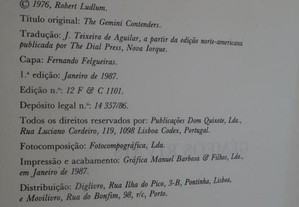 © 1976, Robert Ludlum.
Título original: The Gemini Contenders.
Tradução: J. Teixeira de Aguilar, a partir da edição norte-americana
publicada por The Dial Press, Nova Iorque.
Capa: Fernando Felgueiras.
1.ª edição: Janeiro de 1987.
Edição n.º: 12 F & C 1101.
Depósito legal n.º: 14 357/86.
Todos os direitos reservados por: Publicações Dom Quixote, Lda.,
Rua Luciano Cordeiro, 119, 1098 Lisboa Codex, Portugal.
Fotocomposição: Fotocompográfica, Lda.
Impressão e acabamento: Gráfica Manuel Barbosa & Filhos, Lda.,
em Janeiro de 1987.
Distribuição: Diglivro, Rua Ilha do Pico, 3-B, Pontinha, Lisboa,
e Movilivro, Rua do Bonfim, 98, r/c, Porto.